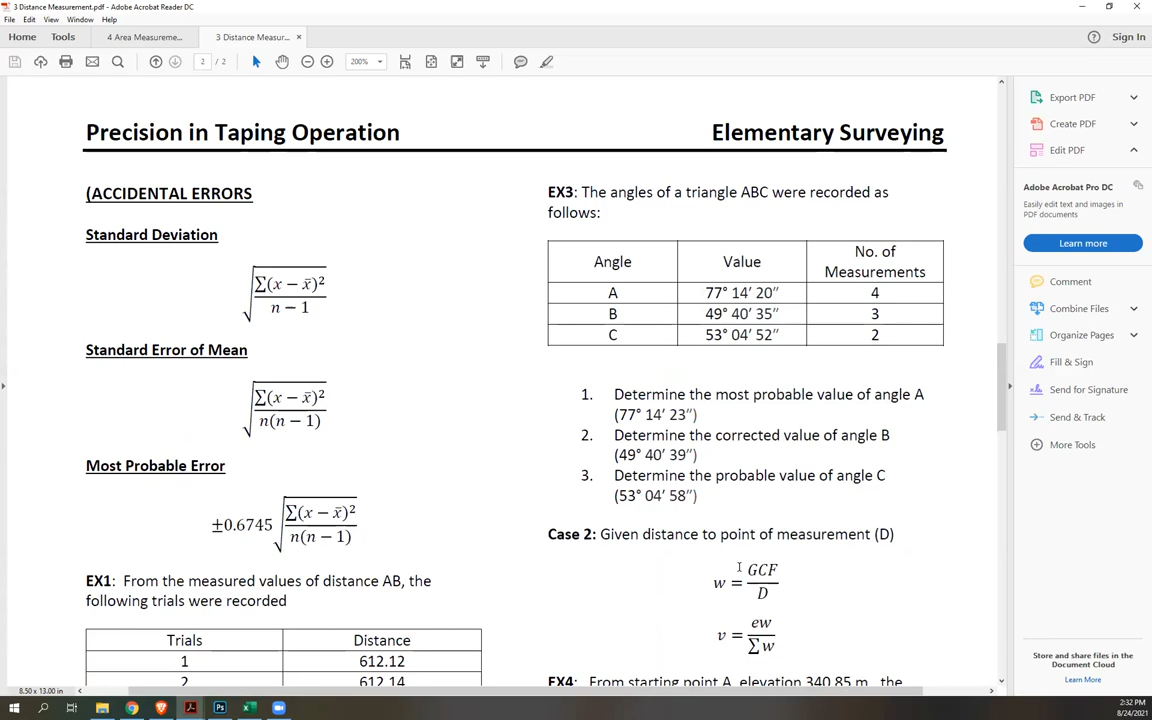 3 Distance Measurement.pdf - Adobe Acrobat Reader DC
File Edit View Window Help
Home Tools 4 Area Measureme... 3 Distance Measur... × Sign In
2 / 2 200%
Precision in Taping Operation Elementary Surveying
(ACCIDENTAL ERRORS
Standard Deviation
√(∑(x − x̄)² / (n − 1))
Standard Error of Mean
√(∑(x − x̄)² / n(n − 1))
Most Probable Error
±0.6745 √(∑(x − x̄)² / n(n − 1))
EX1: From the measured values of distance AB, the
following trials were recorded
Trials Distance
1 612.12
2 612.14
EX3: The angles of a triangle ABC were recorded as
follows:
Angle Value No. of
Measurements
A 77° 14’ 20” 4
B 49° 40’ 35” 3
C 53° 04’ 52” 2
1. Determine the most probable value of angle A
(77° 14’ 23”)
2. Determine the corrected value of angle B
(49° 40’ 39”)
3. Determine the probable value of angle C
(53° 04’ 58”)
Case 2: Given distance to point of measurement (D)
w = GCF / D
v = ew / ∑ w
EX4: From starting point A, elevation 340.85 m, the
Export PDF
Create PDF
Edit PDF
Adobe Acrobat Pro DC
Easily edit text and images in
PDF documents
Learn more
Comment
Combine Files
Organize Pages
Fill & Sign
Send for Signature
Send & Track
More Tools
Store and share files in the
Document Cloud
Learn More
8.50 x 13.00 in
2:32 PM
8/24/2021